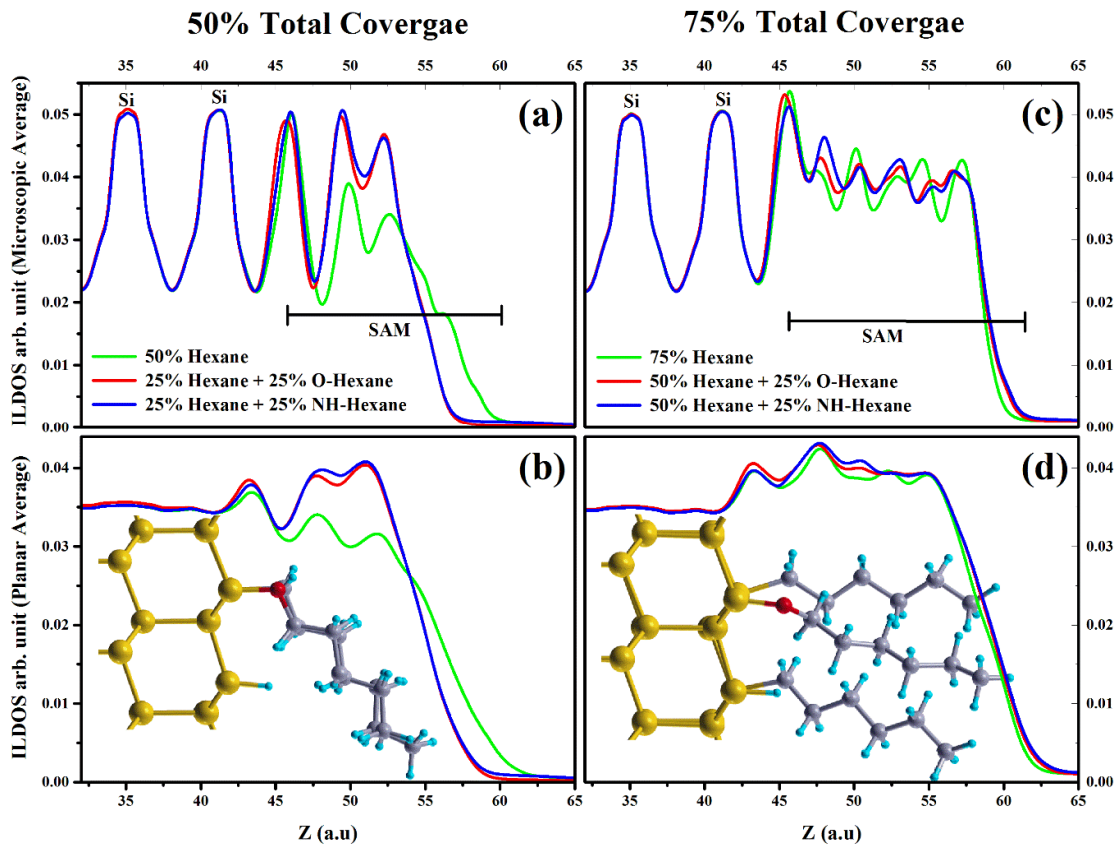 50% Total Covergae
75% Total Covergae
35 40 45 50 55 60 65
35 40 45 50 55 60 65
ILDOS arb. unit (Microscopic Average)
0.05
0.04
0.03
0.02
0.01
0.00
Si
Si
(a)
SAM
50% Hexane
25% Hexane + 25% O-Hexane
25% Hexane + 25% NH-Hexane
Si
Si
(c)
SAM
75% Hexane
50% Hexane + 25% O-Hexane
50% Hexane + 25% NH-Hexane
0.05
0.04
0.03
0.02
0.01
0.00
ILDOS arb. unit (Planar Average)
0.04
0.03
0.02
0.01
0.00
(b)
(d)
0.04
0.03
0.02
0.01
0.00
35 40 45 50 55 60 65
35 40 45 50 55 60 65
Z (a.u)
Z (a.u)